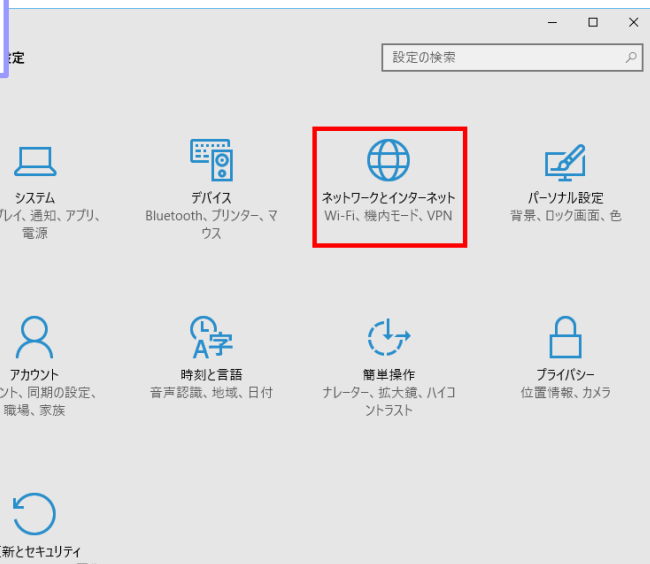 定
設定の検索
システム
プレイ、通知、アプリ、
電源
デバイス
Bluetooth、プリンター、マ
ウス
ネットワークとインターネット
Wi-Fi、機内モード、VPN
パーソナル設定
背景、ロック画面、色
アカウント
ント、同期の設定、
職場、家族
時刻と言語
音声認識、地域、日付
簡単操作
ナレーター、拡大鏡、ハイコ
ントラスト
プライバシー
位置情報、カメラ
新とセキュリティ